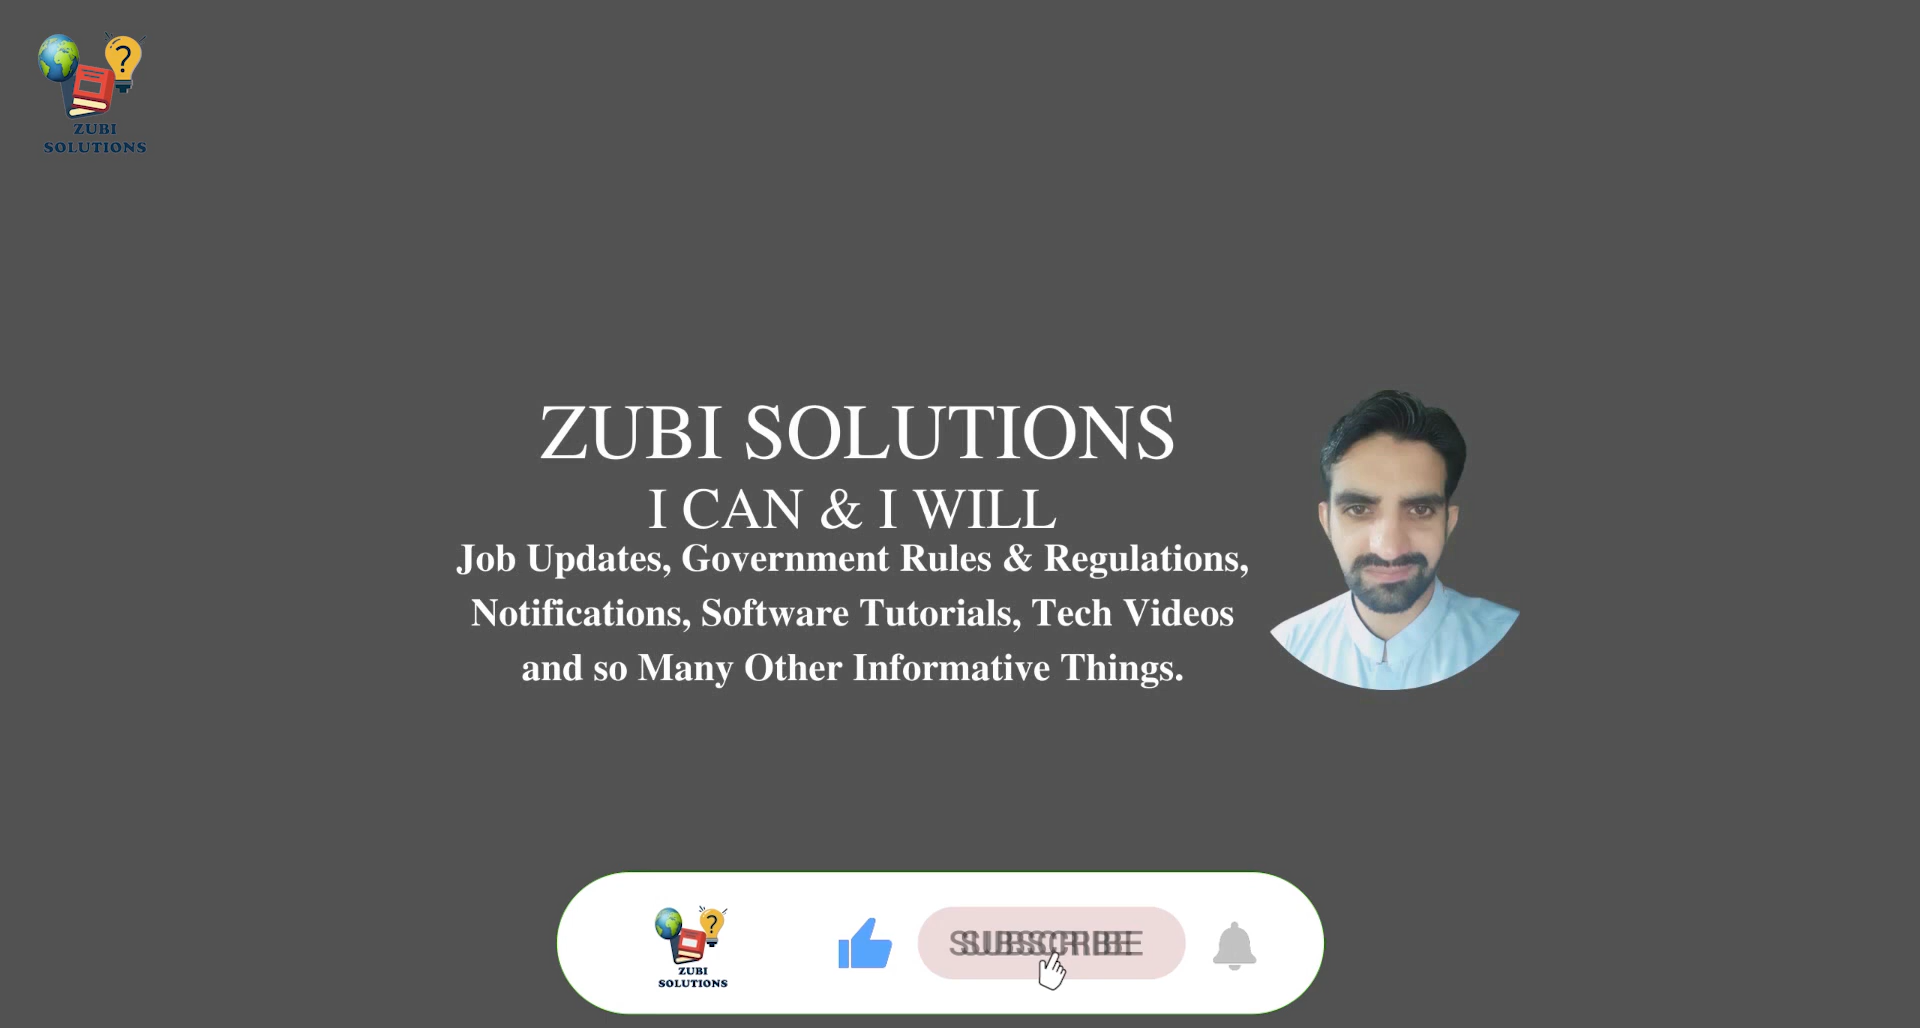 ZUBI
SOLUTIONS
ZUBI SOLUTIONS
I CAN & I WILL
Job Updates, Government Rules & Regulations,
Notifications, Software Tutorials, Tech Videos
and so Many Other Informative Things.
?
ZUBI
SOLUTIONS